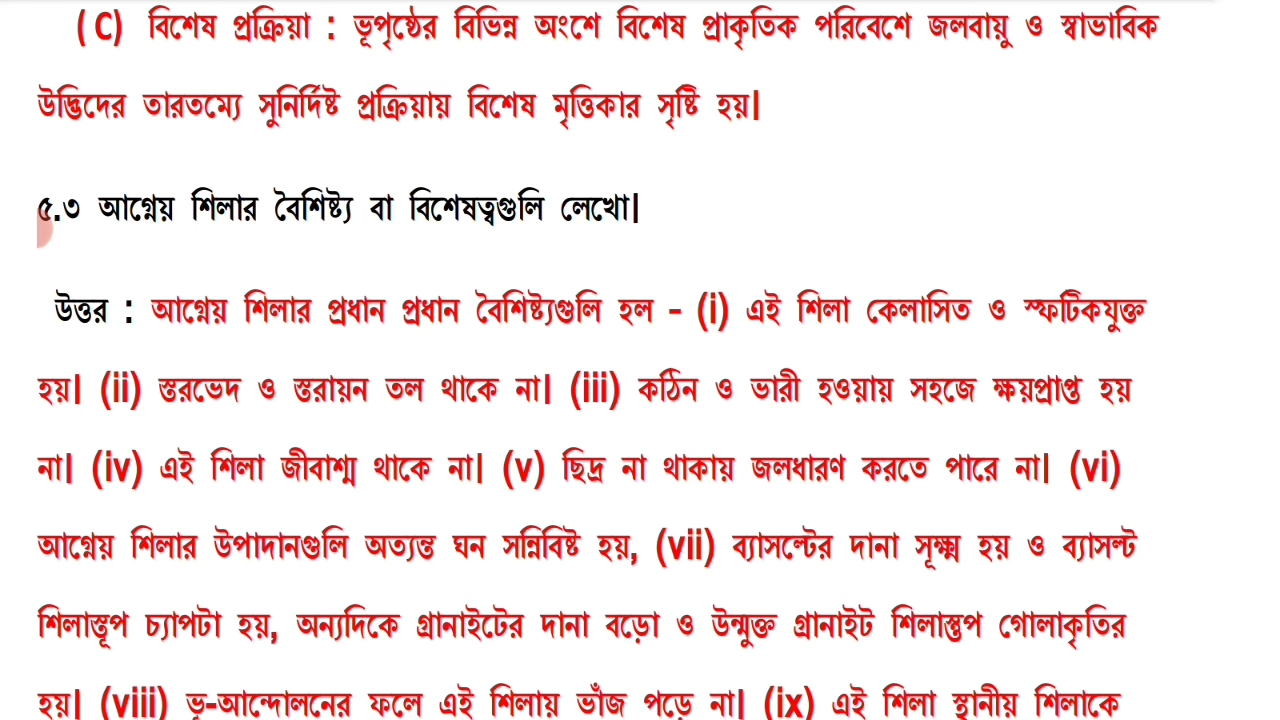 (C) বিশেষ প্রক্রিয়া : ভূপৃষ্ঠের বিভিন্ন অংশে বিশেষ প্রাকৃতিক পরিবেশে জলবায়ু ও স্বাভাবিক
উদ্ভিদের তারতম্যে সুনির্দিষ্ট প্রক্রিয়ায় বিশেষ মৃত্তিকার সৃষ্টি হয়।
৫.৩ আগ্নেয় শিলার বৈশিষ্ট্য বা বিশেষত্বগুলি লেখো।
উত্তর : আগ্নেয় শিলার প্রধান প্রধান বৈশিষ্ট্যগুলি হল – (i) এই শিলা কেলাসিত ও স্ফটিকযুক্ত
হয়। (ii) স্তরভেদ ও স্তরায়ন তল থাকে না। (iii) কঠিন ও ভারী হওয়ায় সহজে ক্ষয়প্রাপ্ত হয়
না। (iv) এই শিলা জীবাশ্ম থাকে না। (v) ছিদ্র না থাকায় জলধারণ করতে পারে না। (vi)
আগ্নেয় শিলার উপাদানগুলি অত্যন্ত ঘন সন্নিবিষ্ট হয়, (vii) ব্যাসল্টের দানা সূক্ষ্ম হয় ও ব্যাসল্ট
শিলাস্তূপ চ্যাপটা হয়, অন্যদিকে গ্রানাইটের দানা বড়ো ও উন্মুক্ত গ্রানাইট শিলাস্তুপ গোলাকৃতির
হয়। (viii) ভূ-আন্দোলনের ফলে এই শিলায় ভাঁজ পড়ে না। (ix) এই শিলা স্থানীয় শিলাকে